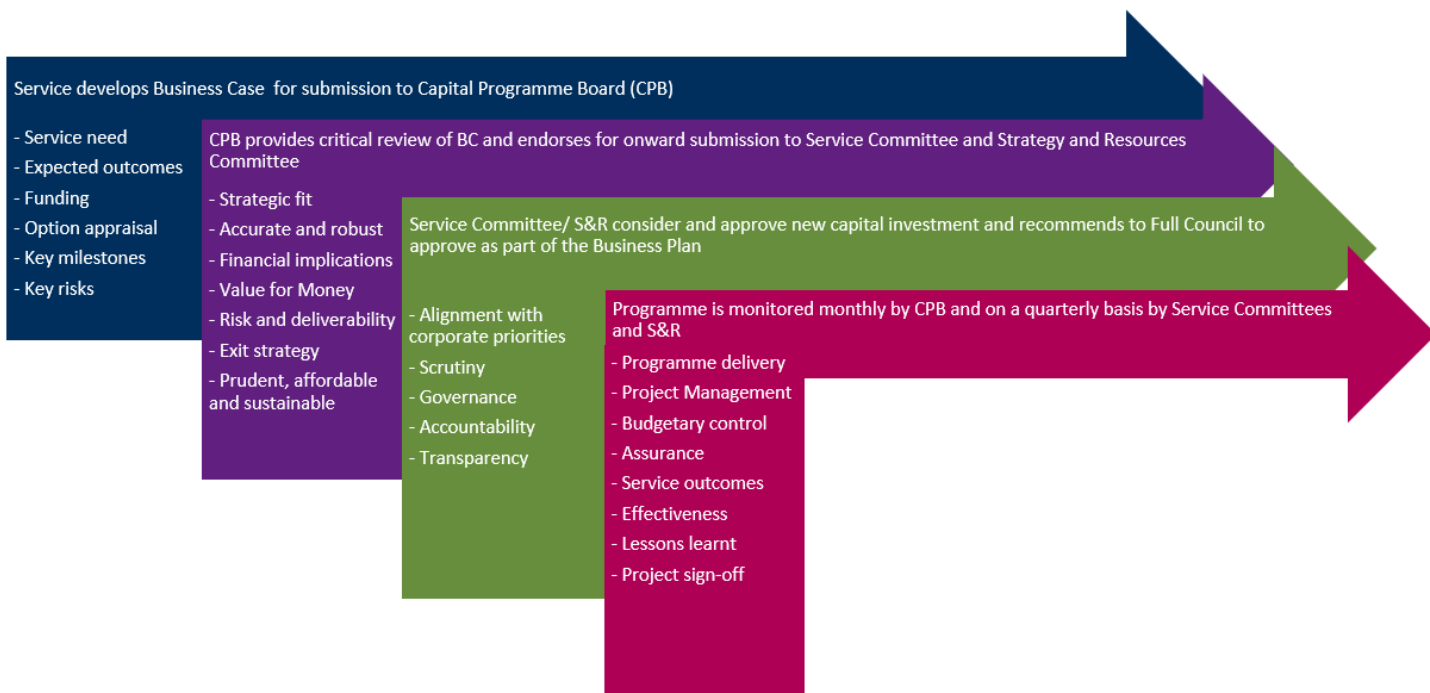 Service develops Business Case  for submission to Capital Programme Board (CPB)
- Service need
- Expected outcomes
- Funding
- Option appraisal
- Key milestones
- Key risks
CPB provides critical review of BC and endorses for onward submission to Service Committee and Strategy and Resources
Committee
- Strategic fit
- Accurate and robust
- Financial implications
- Value for Money
- Risk and deliverability
- Exit strategy
- Prudent, affordable
and sustainable
Service Committee/ S&R consider and approve new capital investment and recommends to Full Council to
approve as part of the Business Plan
- Alignment with
corporate priorities
- Scrutiny
- Governance
- Accountability
- Transparency
Programme is monitored monthly by CPB and on a quarterly basis by Service Committees
and S&R
- Programme delivery
- Project Management
- Budgetary control
- Assurance
- Service outcomes
- Effectiveness
- Lessons learnt
- Project sign-off